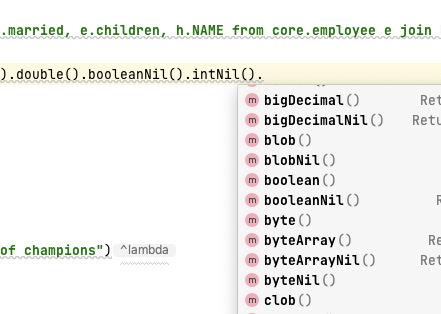 .married, e.children, h.NAME from core.employee e join
).double().booleanNil().intNil().
m bigDecimal() Ret
m bigDecimalNil() Retu
m blob()
m blobNil()
m boolean()
m booleanNil() R
m byte()
m byteArray() Re
m byteArrayNil() Ret
m byteNil()
m clob()
of champions") ^lambda